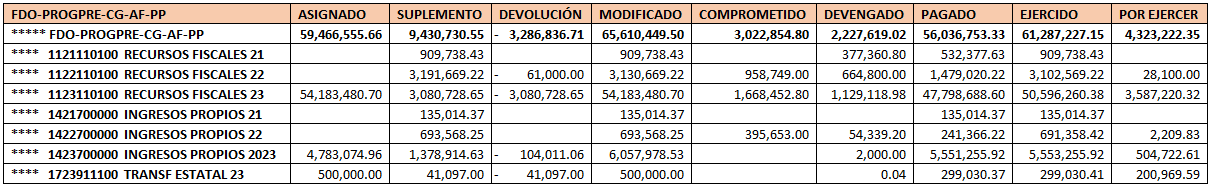 FDO-PROGPRE-CG-AF-PP ASIGNADO SUPLEMENTO DEVOLUCIÓN MODIFICADO COMPROMETIDO DEVENGADO PAGADO EJERCIDO POR EJERCER
***** FDO-PROGPRE-CG-AF-PP 59,466,555.66 9,430,730.55 - 3,286,836.71 65,610,449.50 3,022,854.80 2,227,619.02 56,036,753.33 61,287,227.15 4,323,222.35
**** 1121110100 RECURSOS FISCALES 21 909,738.43 909,738.43 377,360.80 532,377.63 909,738.43
**** 1122110100 RECURSOS FISCALES 22 3,191,669.22 - 61,000.00 3,130,669.22 958,749.00 664,800.00 1,479,020.22 3,102,569.22 28,100.00
**** 1123110100 RECURSOS FISCALES 23 54,183,480.70 3,080,728.65 - 3,080,728.65 54,183,480.70 1,668,452.80 1,129,118.98 47,798,688.60 50,596,260.38 3,587,220.32
**** 1421700000 INGRESOS PROPIOS 21 135,014.37 135,014.37 135,014.37 135,014.37
**** 1422700000 INGRESOS PROPIOS 22 693,568.25 693,568.25 395,653.00 54,339.20 241,366.22 691,358.42 2,209.83
**** 1423700000 INGRESOS PROPIOS 2023 4,783,074.96 1,378,914.63 - 104,011.06 6,057,978.53 2,000.00 5,551,255.92 5,553,255.92 504,722.61
**** 1723911100 TRANSF ESTATAL 23 500,000.00 41,097.00 - 41,097.00 500,000.00 0.04 299,030.37 299,030.41 200,969.59